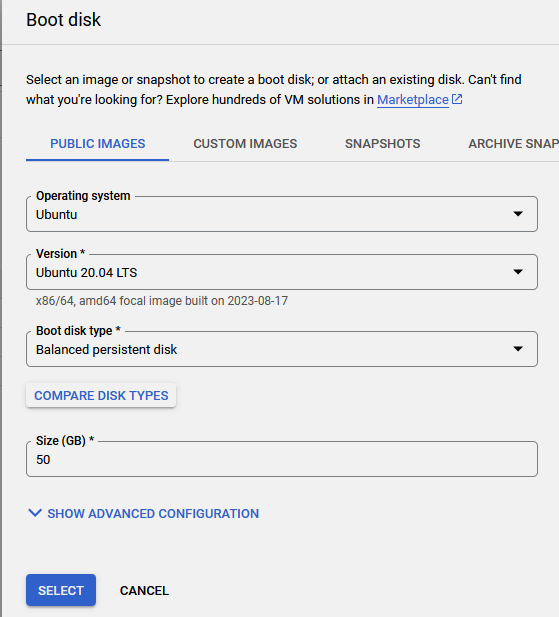 Boot disk
Select an image or snapshot to create a boot disk; or attach an existing disk. Can't find
what you're looking for? Explore hundreds of VM solutions in Marketplace
PUBLIC IMAGES CUSTOM IMAGES SNAPSHOTS ARCHIVE SNAP
Operating system
Ubuntu
Version *
Ubuntu 20.04 LTS
x86/64, amd64 focal image built on 2023-08-17
Boot disk type *
Balanced persistent disk
COMPARE DISK TYPES
Size (GB) *
50
SHOW ADVANCED CONFIGURATION
SELECT CANCEL